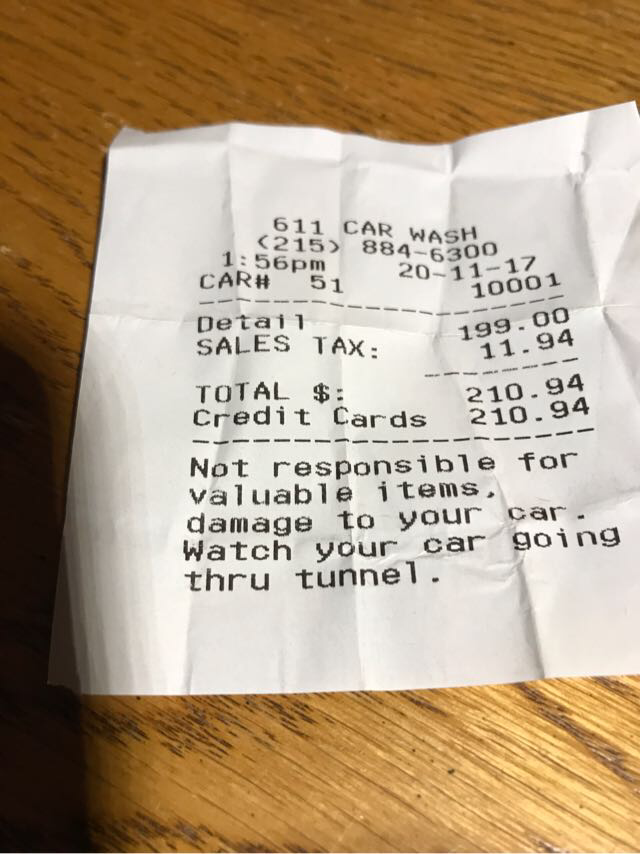 611 CAR WASH
(215) 884-6300
1:56pm 20-11-17
CAR# 51 10001
Detail 199.00
SALES TAX: 11.94
TOTAL $: 210.94
Credit Cards 210.94
Not responsible for
valuable items,
damage to your car.
Watch your car going
thru tunnel.